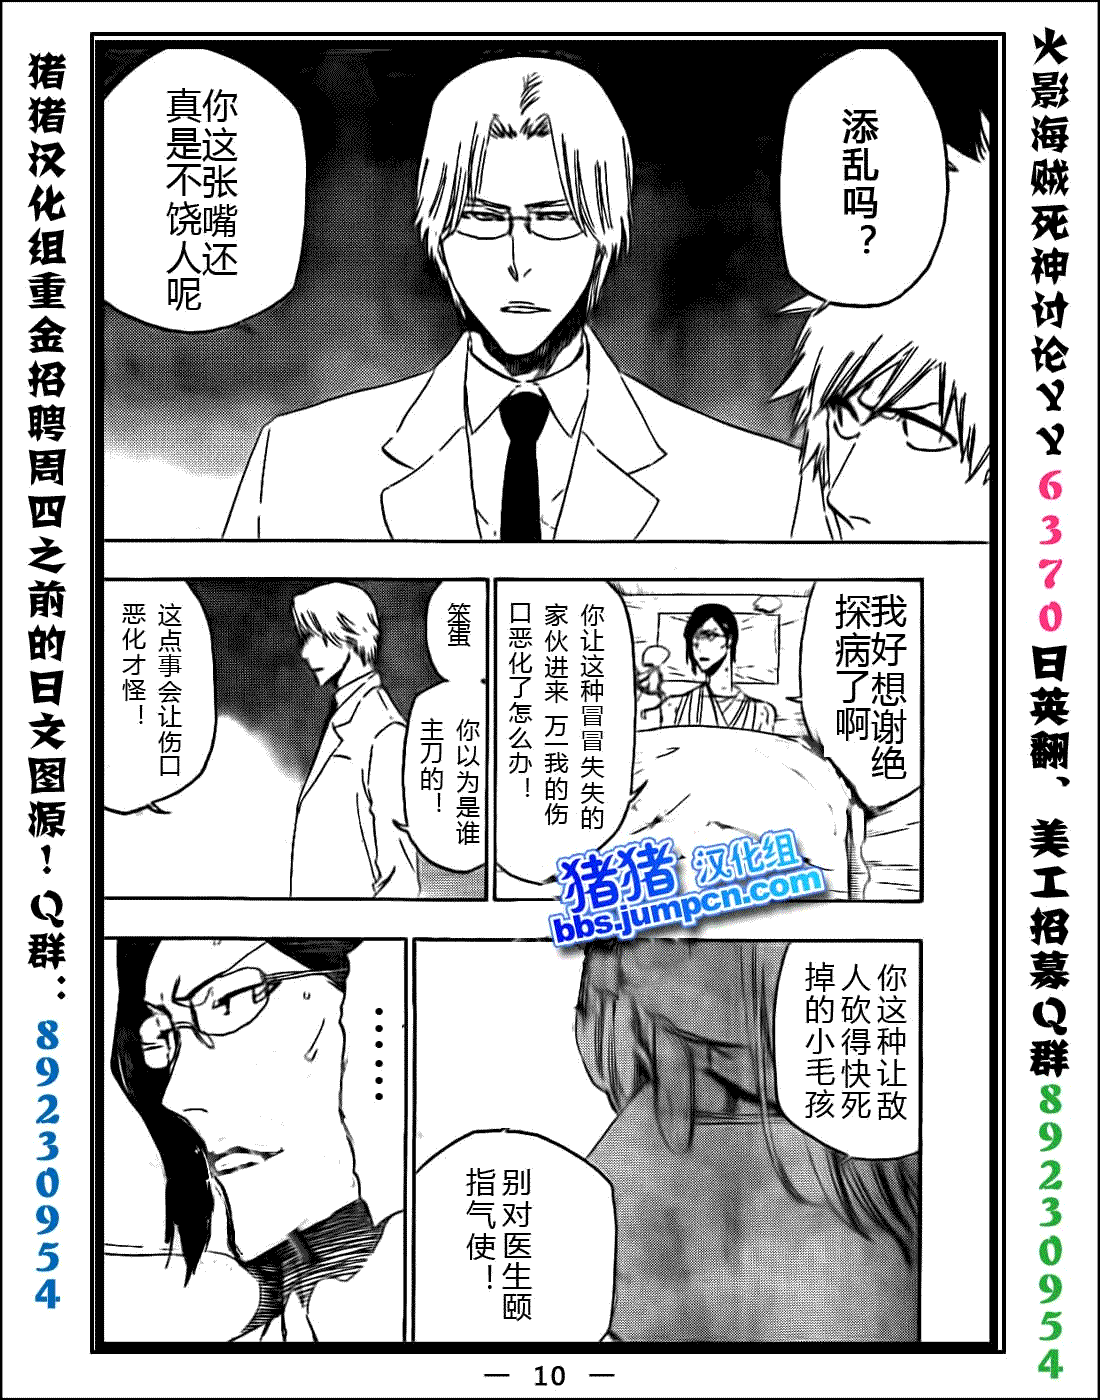 火影海贼死神讨论YY6370日英翻、美工招募Q群89230954
添乱吗？
你这张嘴还
真是不饶人呢
我好想谢绝
探病了啊
你让这种冒冒失失的
家伙进来 万一我的伤
口恶化了怎么办！
笨蛋
你以为是谁
主刀的！
这点事会让伤口
恶化才怪！
猪猪汉化组
bbs.jumpcn.com
你这种让敌
人砍得快死
掉的小毛孩
别对医生颐
指气使！
……
猪猪汉化组重金招聘周四之前的日文图源！Q群：89230954
— 10 —